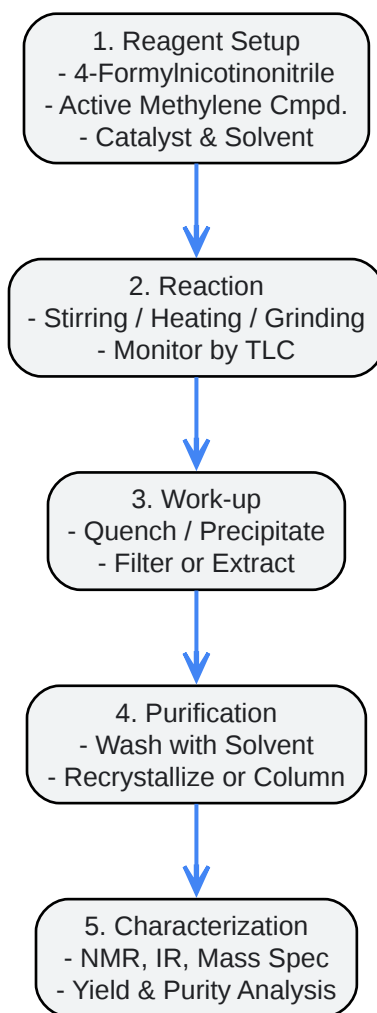 1. Reagent Setup
- 4-Formylnicotinonitrile
- Active Methylene Cmpd.
- Catalyst & Solvent
2. Reaction
- Stirring / Heating / Grinding
- Monitor by TLC
3. Work-up
- Quench / Precipitate
- Filter or Extract
4. Purification
- Wash with Solvent
- Recrystallize or Column
5. Characterization
- NMR, IR, Mass Spec
- Yield & Purity Analysis